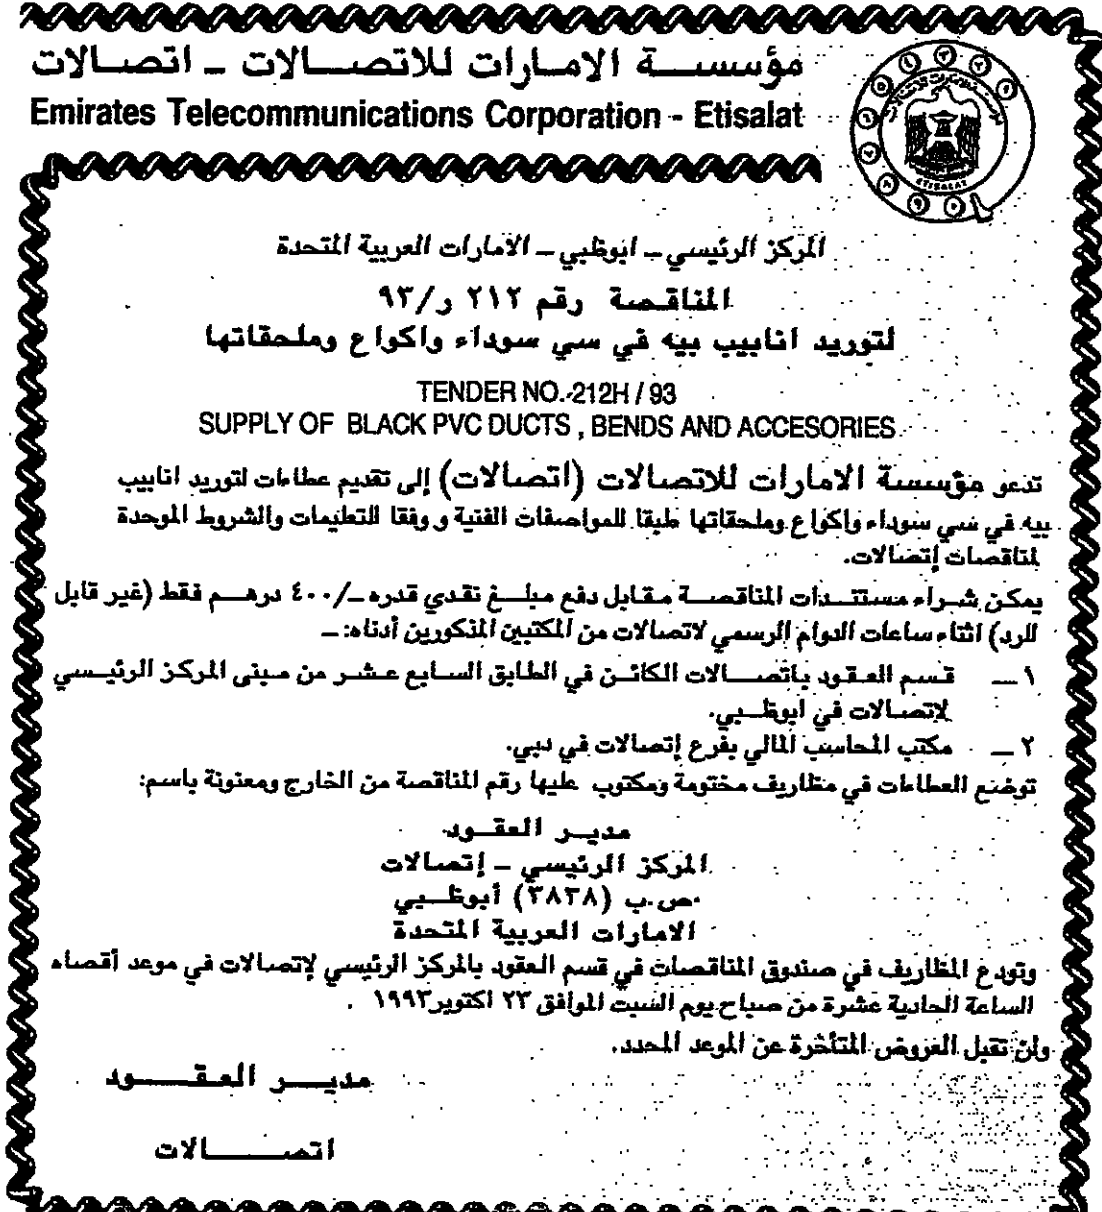 مؤسسة الامارات للاتصالات ـ اتصالات
Emirates Telecommunications Corporation - Etisalat
ETISALAT
المركز الرئيسي ـ ابوظبي ـ الامارات العربية المتحدة
المناقصة رقم ٢١٢ ر/٩٣
لتوريد انابيب بيه في سي سوداء واكواع وملحقاتها
TENDER NO.-212H / 93
SUPPLY OF BLACK PVC DUCTS , BENDS AND ACCESORIES
تدعو مؤسسة الامارات للاتصالات (اتصالات) إلى تقديم عطاءات لتوريد انابيب
بيه في سي سوداء واكواع وملحقاتها طبقا للمواصفات الفنية ووفقا للتعليمات والشروط الموحدة
لمناقصات إتصالات.
يمكن شراء مستندات المناقصة مقابل دفع مبلغ نقدي قدره ـ/٤٠٠ درهم فقط (غير قابل
للرد) اثناء ساعات الدوام الرسمي لاتصالات من المكتبين المذكورين أدناه: ـ
١ ـ قسم العقود باتصالات الكائن في الطابق السابع عشر من مبنى المركز الرئيسي
لإتصالات في ابوظبي.
٢ ـ مكتب المحاسب المالي بفرع إتصالات في دبي.
توضع العطاءات في مظاريف مختومة ومكتوب عليها رقم المناقصة من الخارج ومعنونة باسم:
مدير العقود
المركز الرئيسي ـ إتصالات
ص.ب (٣٨٣٨) أبوظبي
الامارات العربية المتحدة
وتودع المظاريف في صندوق المناقصات في قسم العقود بالمركز الرئيسي لإتصالات في موعد أقصاه
الساعة الحادية عشرة من صباح يوم السبت الموافق ٢٣ اكتوبر١٩٩٣ .
ولن تقبل العروض المتأخرة عن الموعد المحدد.
مدير العقود
اتصالات